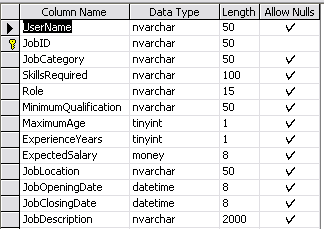 Column Name Data Type Length Allow Nulls
UserName nvarchar 50
JobID nvarchar 50
JobCategory nvarchar 50
SkillsRequired nvarchar 100
Role nvarchar 15
MinimumQualification nvarchar 50
MaximumAge tinyint 1
ExperienceYears tinyint 1
ExpectedSalary money 8
JobLocation nvarchar 50
JobOpeningDate datetime 8
JobClosingDate datetime 8
JobDescription nvarchar 2000